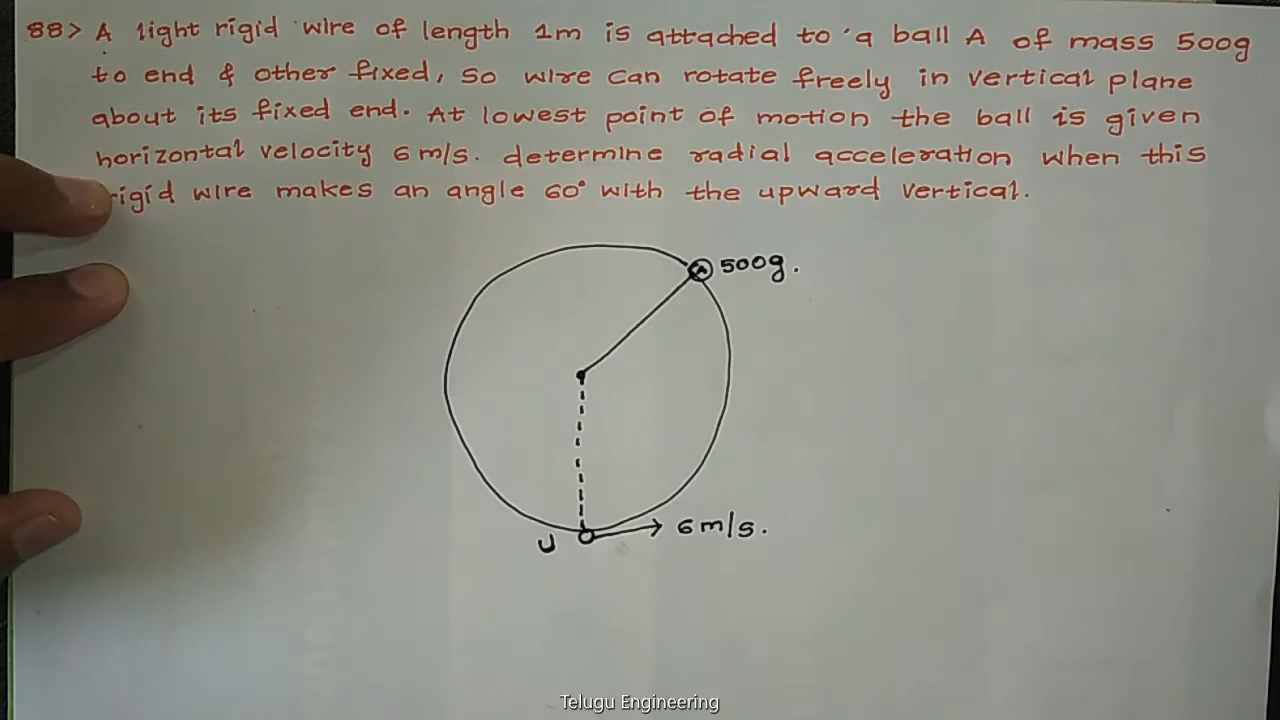 88> A light rigid wire of length 1m is attached to a ball A of mass 500g
to end & other fixed, so wire can rotate freely in vertical plane
about its fixed end. At lowest point of motion the ball is given
horizontal velocity 6 m/s. determine radial acceleration when this
rigid wire makes an angle 60° with the upward vertical.
A 500g.
U 6m/s.
Telugu Engineering